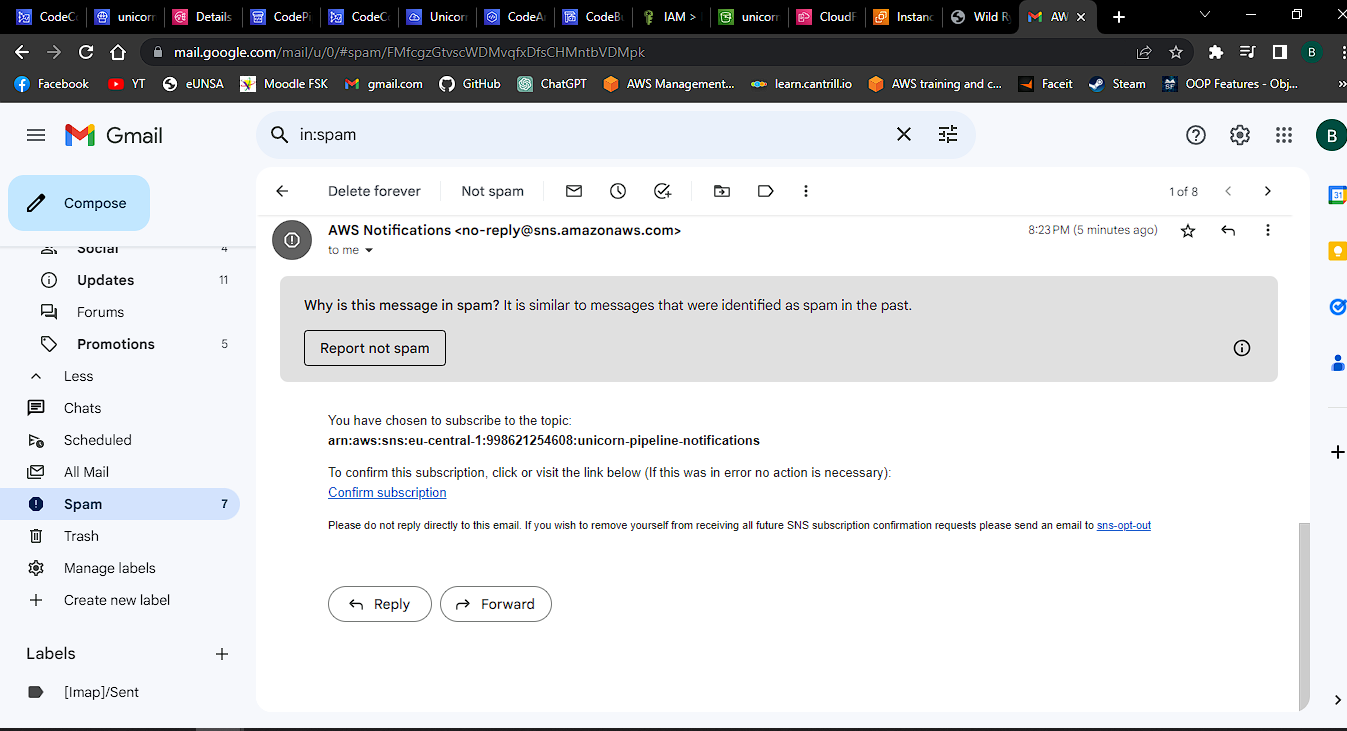 CodeC
unicorn
Details
CodePi
CodeC
Unicorn
CodeA
CodeBu
IAM >
unicorn
CloudF
Instanc
Wild Ry
AW
mail.google.com/mail/u/0/#spam/FMfcgzGtvscWDMvqfxDfsCHMntbVDMpk
B
Facebook
YT
eUNSA
Moodle FSK
gmail.com
GitHub
ChatGPT
AWS Management...
learn.cantrill.io
AWS training and c...
Faceit
Steam
OOP Features - Obj...
»
Gmail
in:spam
B
Compose
Delete forever
Not spam
1 of 8
31
Social 4
Updates 11
Forums
Promotions 5
Less
Chats
Scheduled
All Mail
Spam 7
Trash
Manage labels
Create new label
Labels
[Imap]/Sent
AWS Notifications <no-reply@sns.amazonaws.com>
8:23 PM (5 minutes ago)
to me
Why is this message in spam? It is similar to messages that were identified as spam in the past.
Report not spam
You have chosen to subscribe to the topic:
arn:aws:sns:eu-central-1:998621254608:unicorn-pipeline-notifications
To confirm this subscription, click or visit the link below (If this was in error no action is necessary):
Confirm subscription
Please do not reply directly to this email. If you wish to remove yourself from receiving all future SNS subscription confirmation requests please send an email to sns-opt-out
Reply
Forward